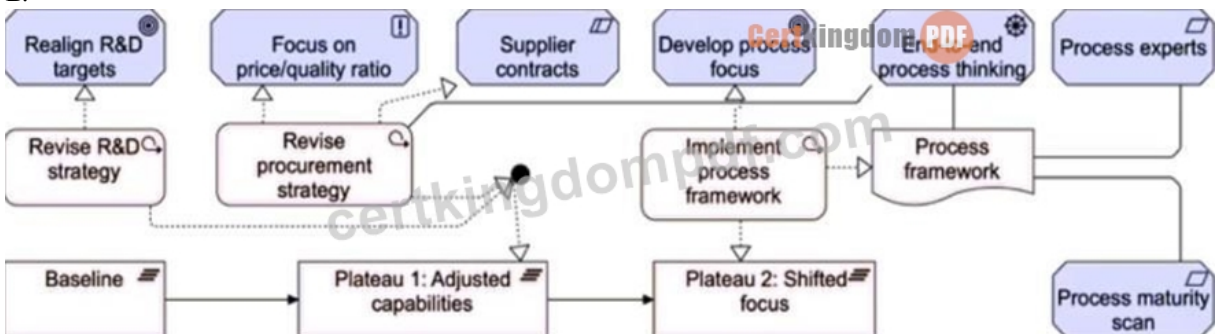 Realign R&D
targets
Focus on
price/quality ratio
Supplier
contracts
Develop process
focus
CertKingdom PDF
End-to-end
process thinking
Process experts
Revise R&D
strategy
Revise
procurement
strategy
Implement
process
framework
Process
framework
certkingdompdf.com
Baseline
Plateau 1: Adjusted
capabilities
Plateau 2: Shifted
focus
Process maturity
scan